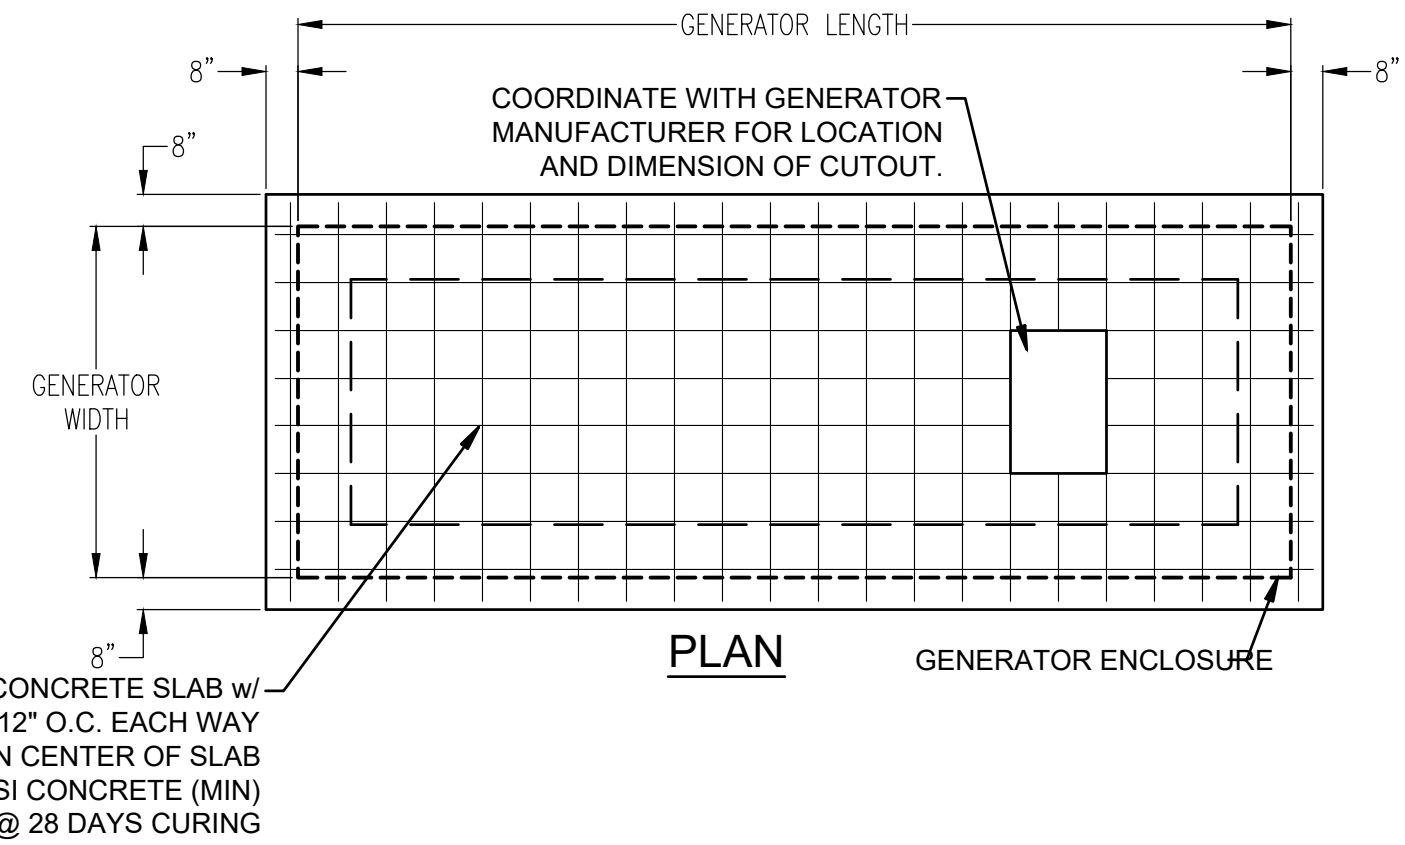 GENERATOR LENGTH
8"
8"
COORDINATE WITH GENERATOR
MANUFACTURER FOR LOCATION
AND DIMENSION OF CUTOUT.
8"
GENERATOR
WIDTH
8"
PLAN
GENERATOR ENCLOSURE
CONCRETE SLAB w/
12" O.C. EACH WAY
CENTER OF SLAB
CONCRETE (MIN)
@ 28 DAYS CURING